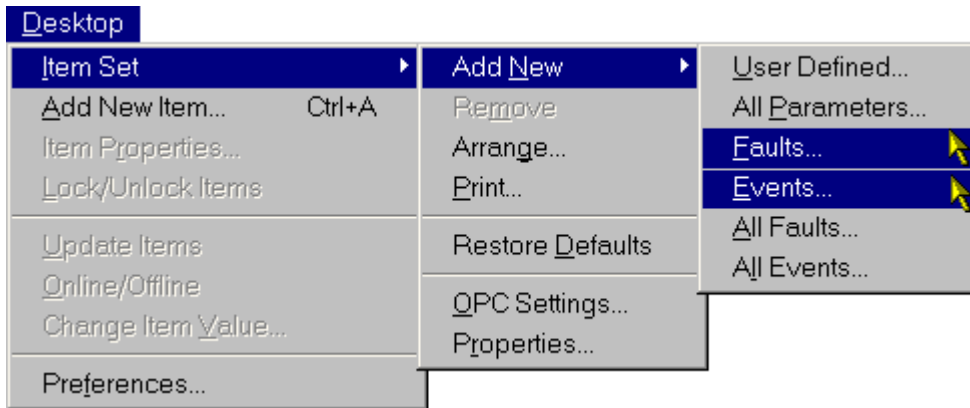 Desktop
Item Set
Add New Item... Ctrl+A
Item Properties...
Lock/Unlock Items
Update Items
Online/Offline
Change Item Value...
Preferences...
Add New
Remove
Arrange...
Print...
Restore Defaults
OPC Settings...
Properties...
User Defined...
All Parameters...
Faults...
Events...
All Faults...
All Events...